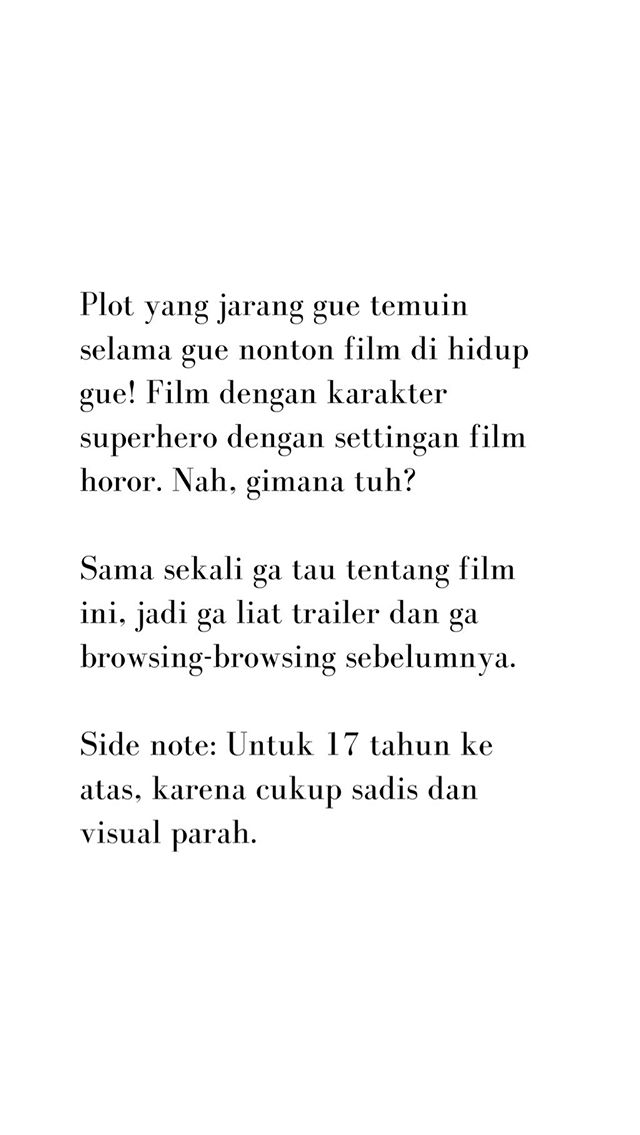 Plot yang jarang gue temuin
selama gue nonton film di hidup
gue! Film dengan karakter
superhero dengan settingan film
horor. Nah, gimana tuh?
Sama sekali ga tau tentang film
ini, jadi ga liat trailer dan ga
browsing-browsing sebelumnya.
Side note: Untuk 17 tahun ke
atas, karena cukup sadis dan
visual parah.